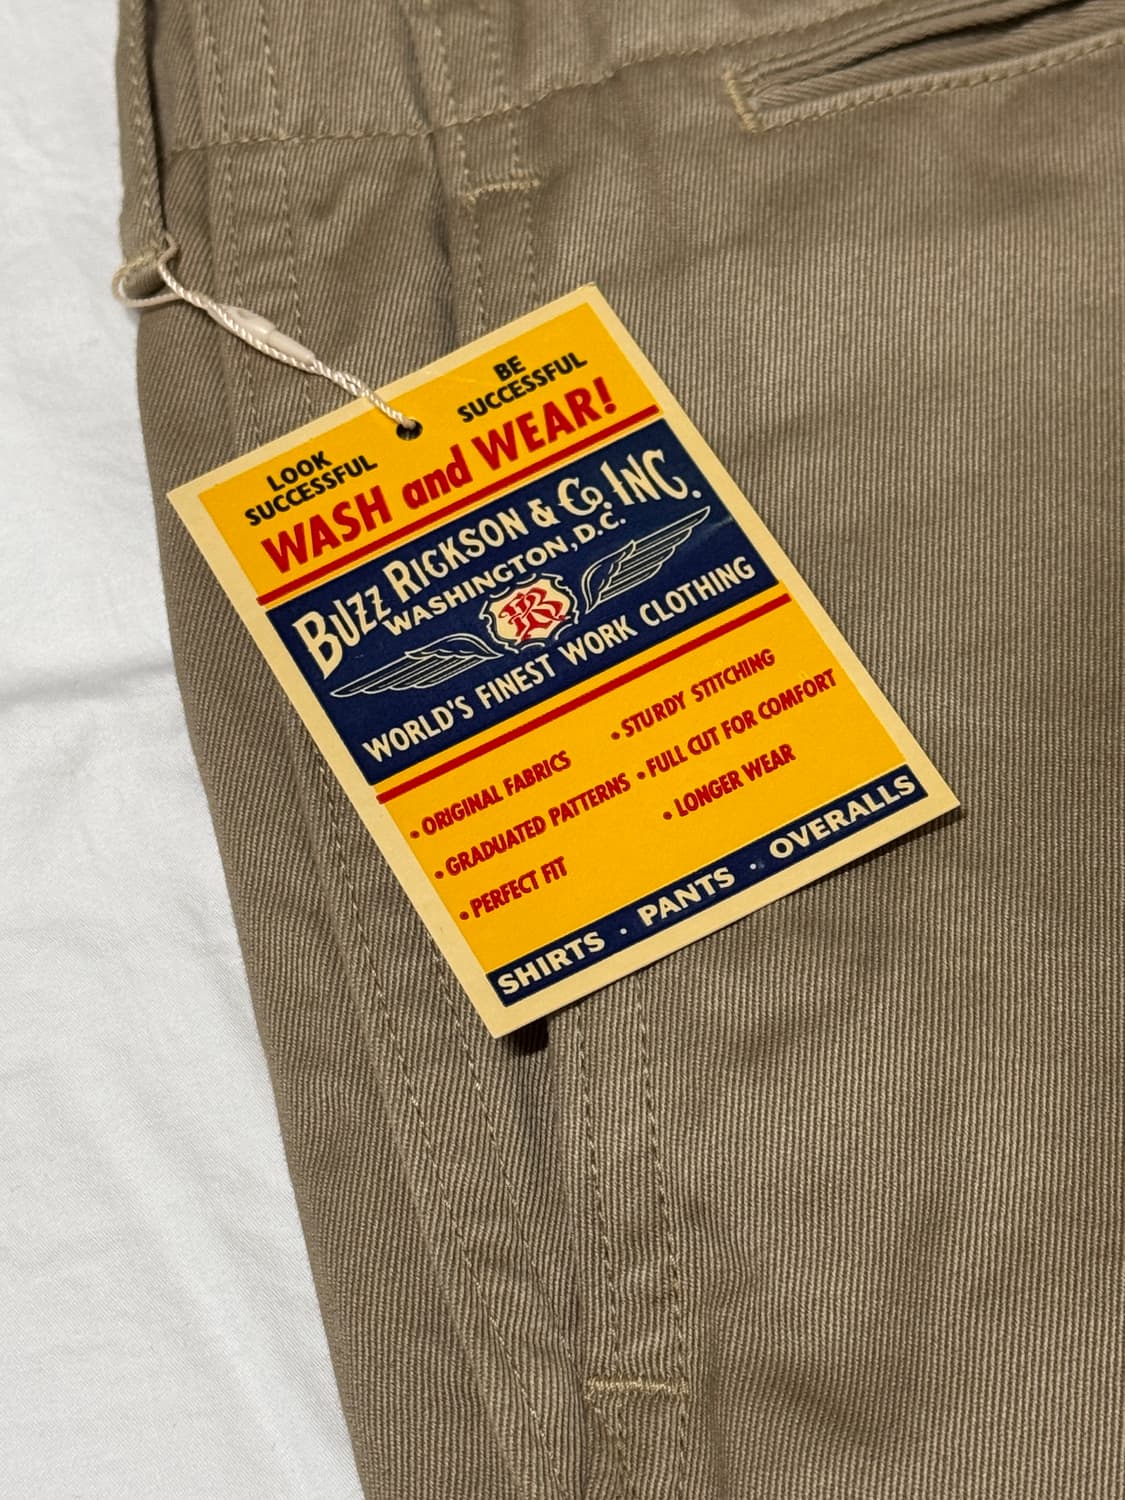 LOOK
SUCCESSFUL
BE
SUCCESSFUL
WASH and WEAR!
BUZZ RICKSON & Co. INC.
WASHINGTON, D.C.
BR
WORLD'S FINEST WORK CLOTHING
• ORIGINAL FABRICS
• GRADUATED PATTERNS
• PERFECT FIT
• STURDY STITCHING
• FULL CUT FOR COMFORT
• LONGER WEAR
SHIRTS · PANTS · OVERALLS